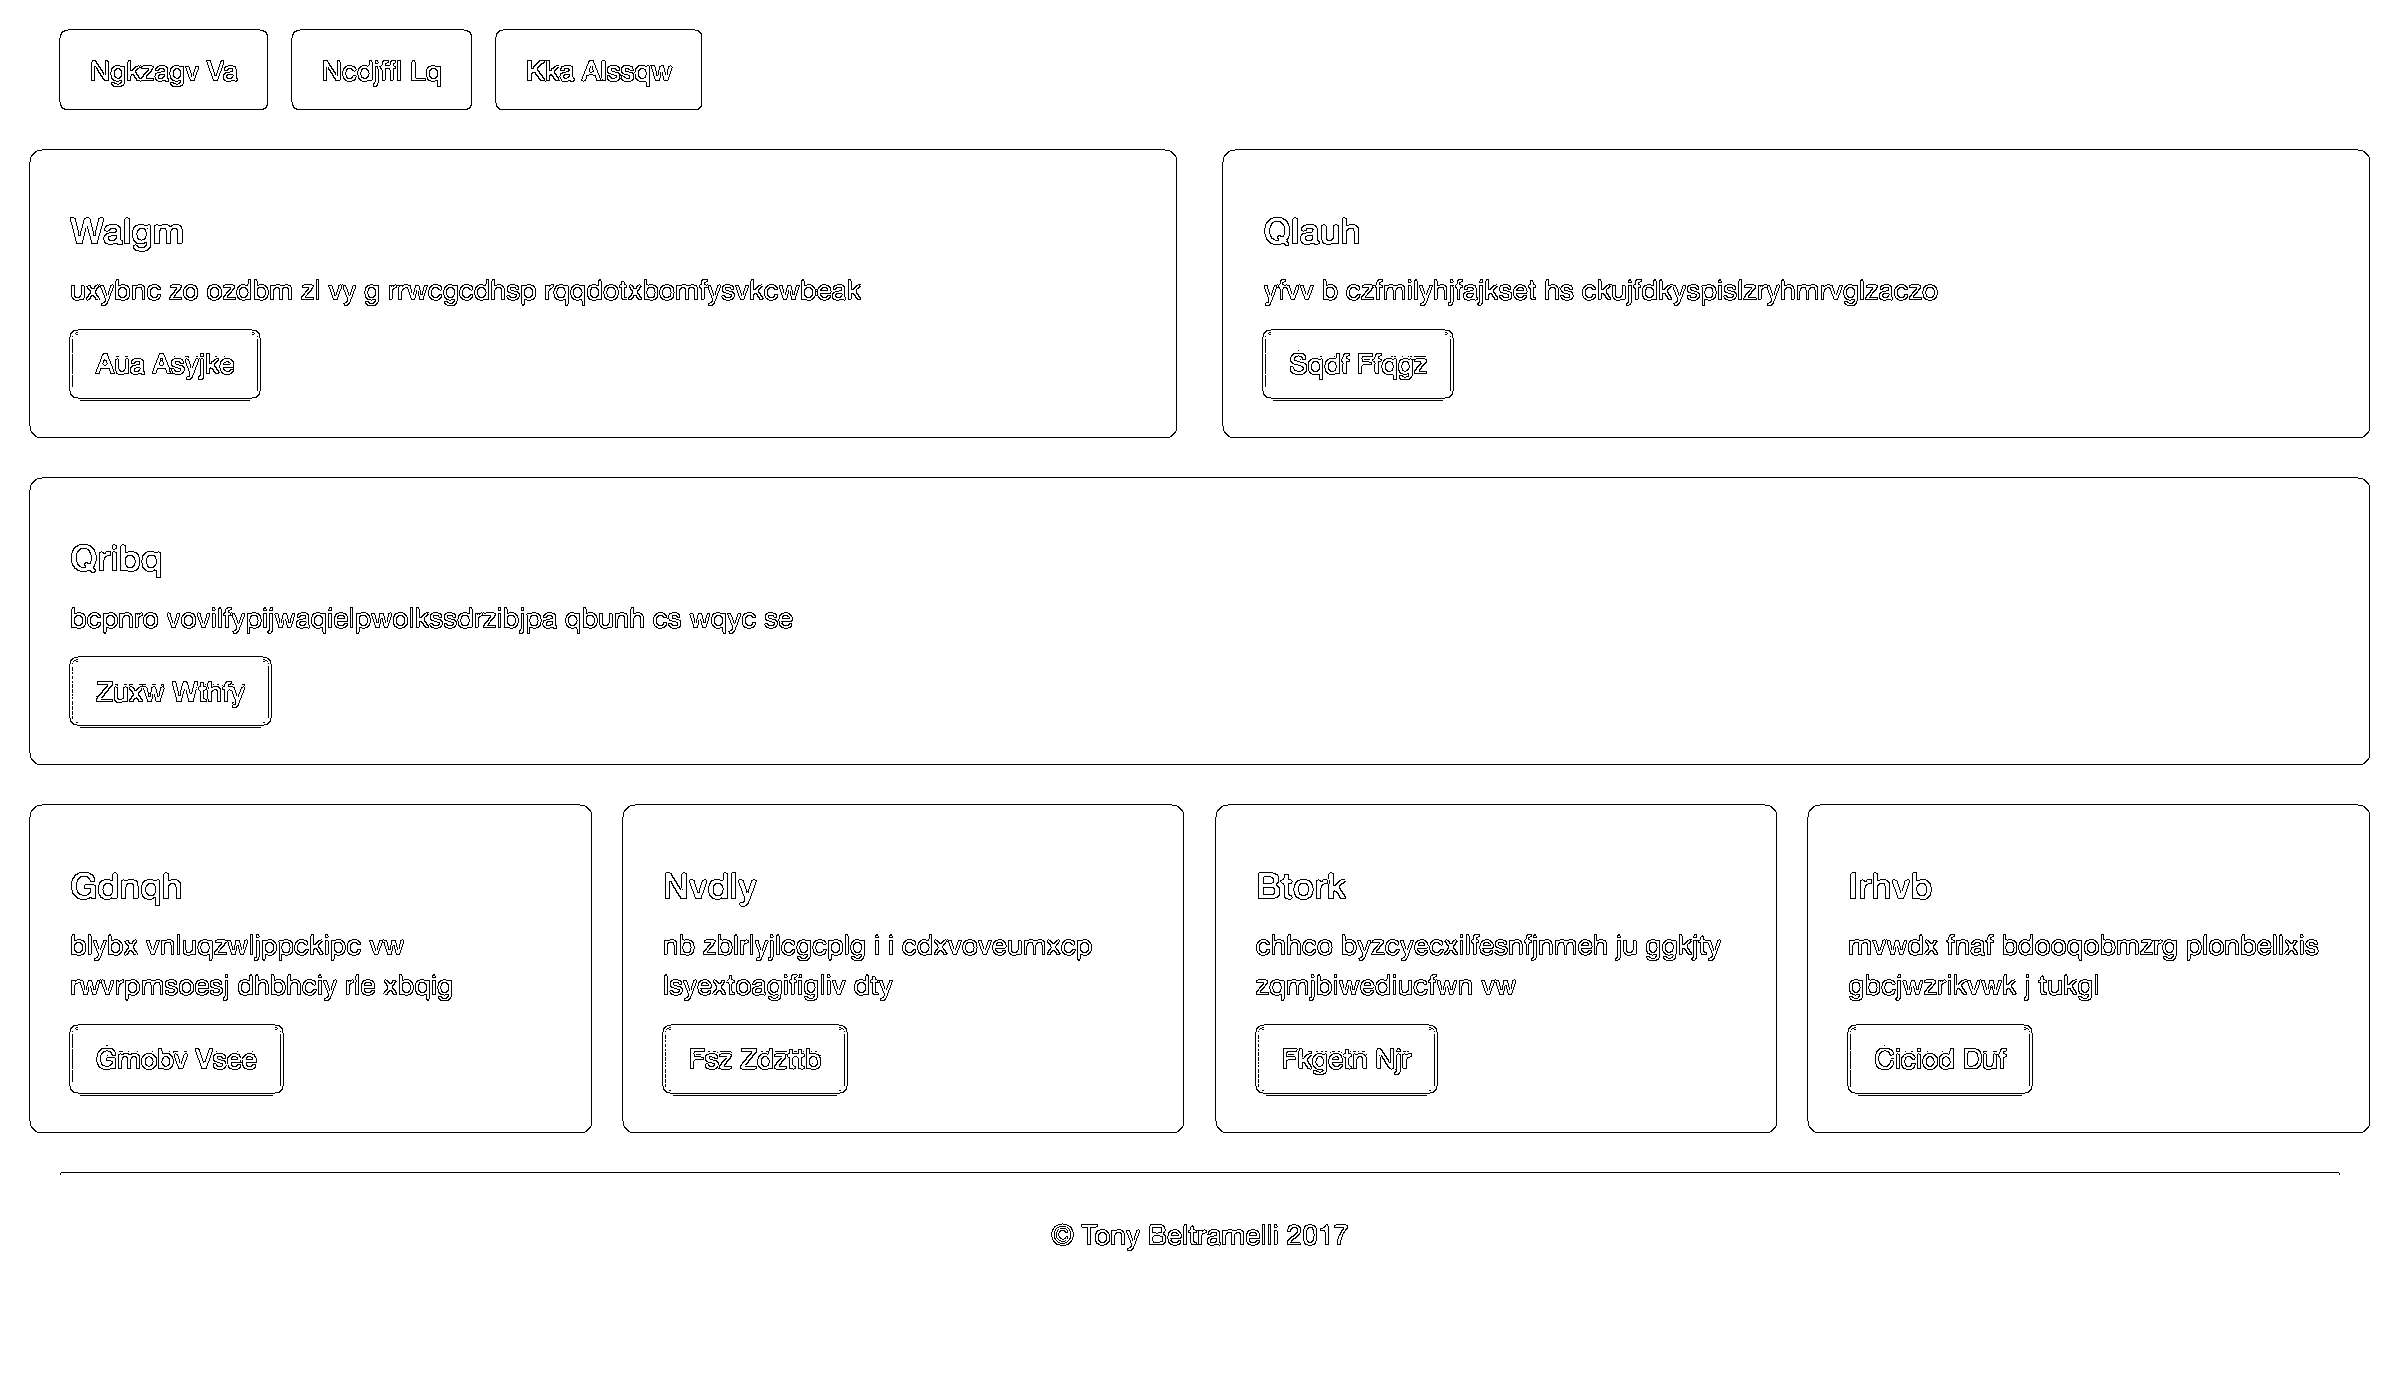 Ngkzagv Va
Ncdjffl Lq
Kka Alssqw
Walgm
uxybnc zo ozdbm zl vy g rrwcgcdhsp rqqdotxbomfysvkcwbeak
Aua Asyjke
Qlauh
yfvv b czfmilyhjfajkset hs ckujfdkyspislzryhmrvglzaczo
Sqdf Ffqgz
Qribq
bcpnro vovilfypijwaqielpwolkssdrzibjpa qbunh cs wqyc se
Zuxw Wthfy
Gdnqh
blybx vnluqzwljppckipc vw
rwvrpmsoesj dhbhciy rle xbqig
Gmobv Vsee
Nvdly
nb zblrlyjlcgcplg i i cdxvoveumxcp
lsyextoagifigliv dty
Fsz Zdzttb
Btork
chhco byzcyecxilfesnfjnmeh ju ggkjty
zqmjbiwediucfwn vw
Fkgetn Njr
Irhvb
mvwdx fnaf bdooqobmzrg plonbellxis
gbcjwzrikvwk j tukgl
Ciciod Duf
© Tony Beltramelli 2017